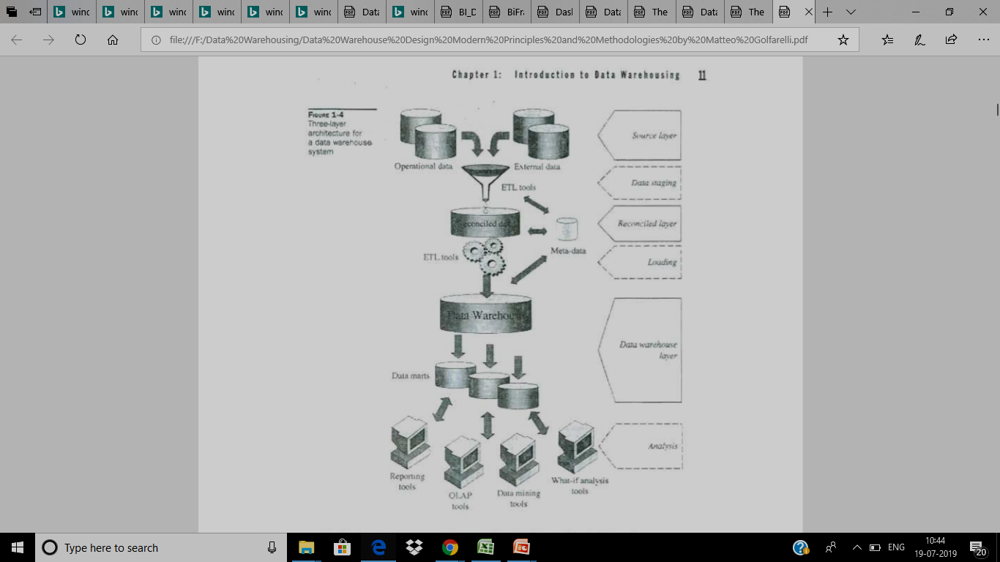 winc
winc
winc
winc
winc
winc
Data
winc
BI_D
BiFra
Dasl
Data
The
Data
The
file:///F:/Data%20Warehousing/Data%20Warehouse%20Design%20Modern%20Principles%20and%20Methodologies%20by%20Matteo%20Golfarelli.pdf
Chapter 1: Introduction to Data Warehousing 11
FIGURE 1-4
Three-layer
architecture for
a data warehouse
system
Operational data
External data
Source layer
Data staging
ETL tools
Reconciled layer
Meta-data
ETL tools
Loading
Data Warehou
Data warehouse
layer
Data marts
Analysis
Reporting
tools
OLAP
tools
Data mining
tools
What-if analysis
tools
Type here to search
ENG
10:44
19-07-2019
20